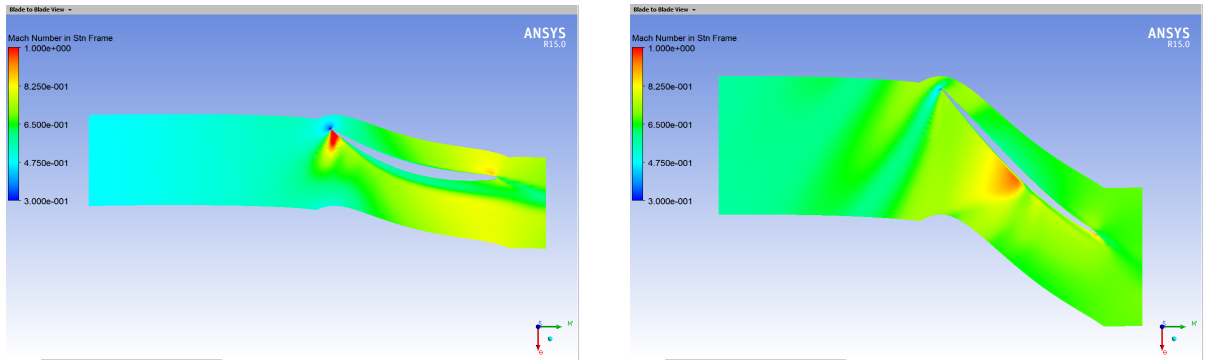 Blade to Blade View
ANSYS
R15.0
Mach Number in Stn Frame
1.000e+000
8.250e-001
6.500e-001
4.750e-001
3.000e-001
Blade to Blade View
ANSYS
R15.0
Mach Number in Stn Frame
1.000e+000
8.250e-001
6.500e-001
4.750e-001
3.000e-001